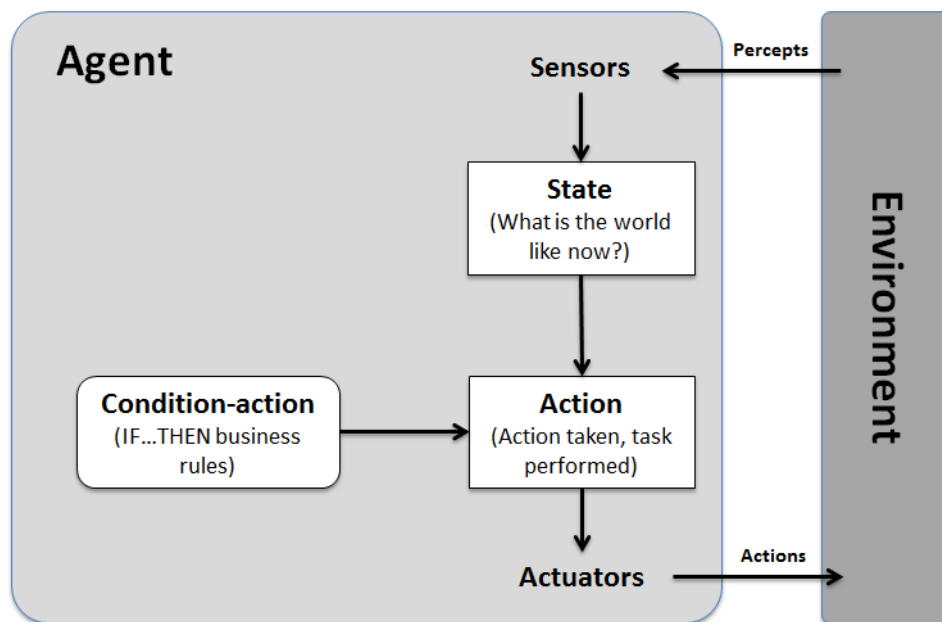 Agent
Percepts
Sensors
State
(What is the world
like now?)
Environment
Condition-action
(IF...THEN business
rules)
Action
(Action taken, task
performed)
Actions
Actuators